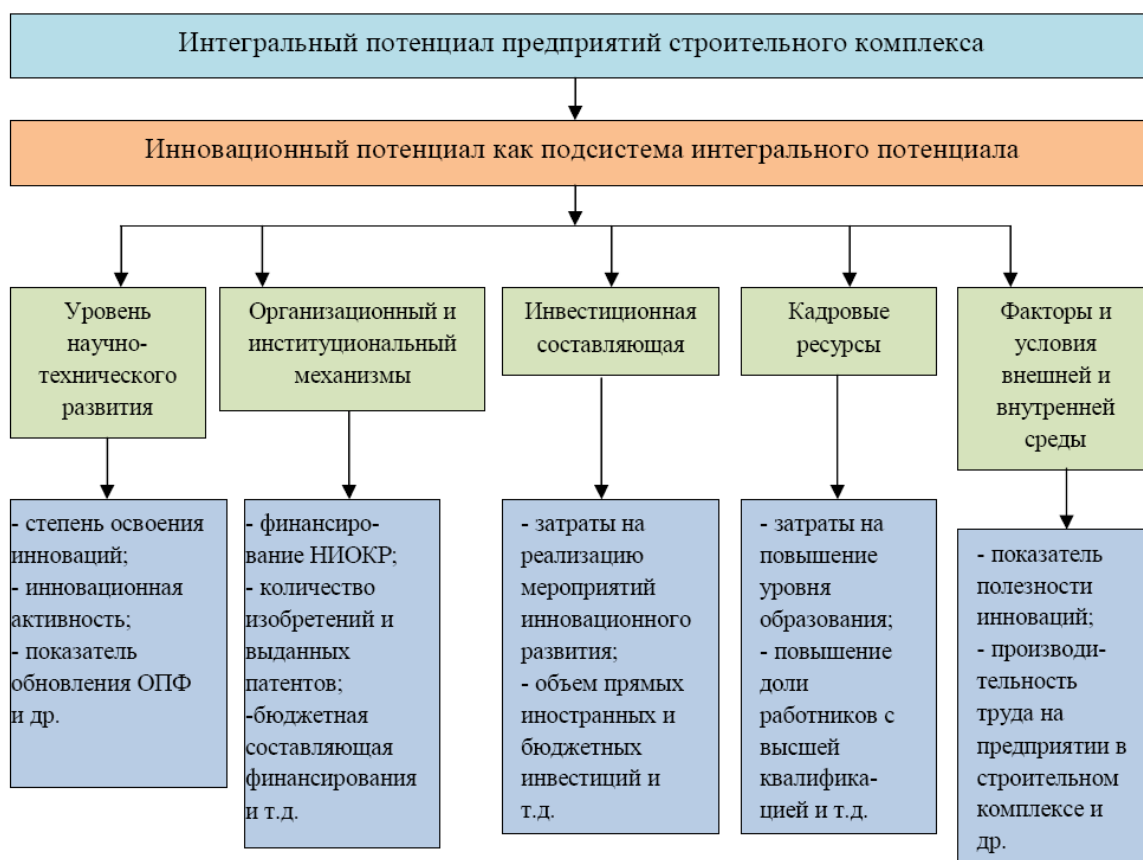 Интегральный потенциал предприятий строительного комплекса
Инновационный потенциал как подсистема интегрального потенциала
Уровень
научно-
технического
развития
Организационный и
институциональный
механизмы
Инвестиционная
составляющая
Кадровые
ресурсы
Факторы и
условия
внешней и
внутренней
среды
- степень освоения
инноваций;
- инновационная
активность;
- показатель
обновления ОПФ
и др.
- финансиро-
вание НИОКР;
- количество
изобретений и
выданных
патентов;
-бюджетная
составляющая
финансирования
и т.д.
- затраты на
реализацию
мероприятий
инновационного
развития;
- объем прямых
иностранных и
бюджетных
инвестиций и
т.д.
- затраты на
повышение
уровня
образования;
- повышение
доли
работников с
высшей
квалифика-
цией и т.д.
- показатель
полезности
инноваций;
- производи-
тельность
труда на
предприятии в
строительном
комплексе и
др.